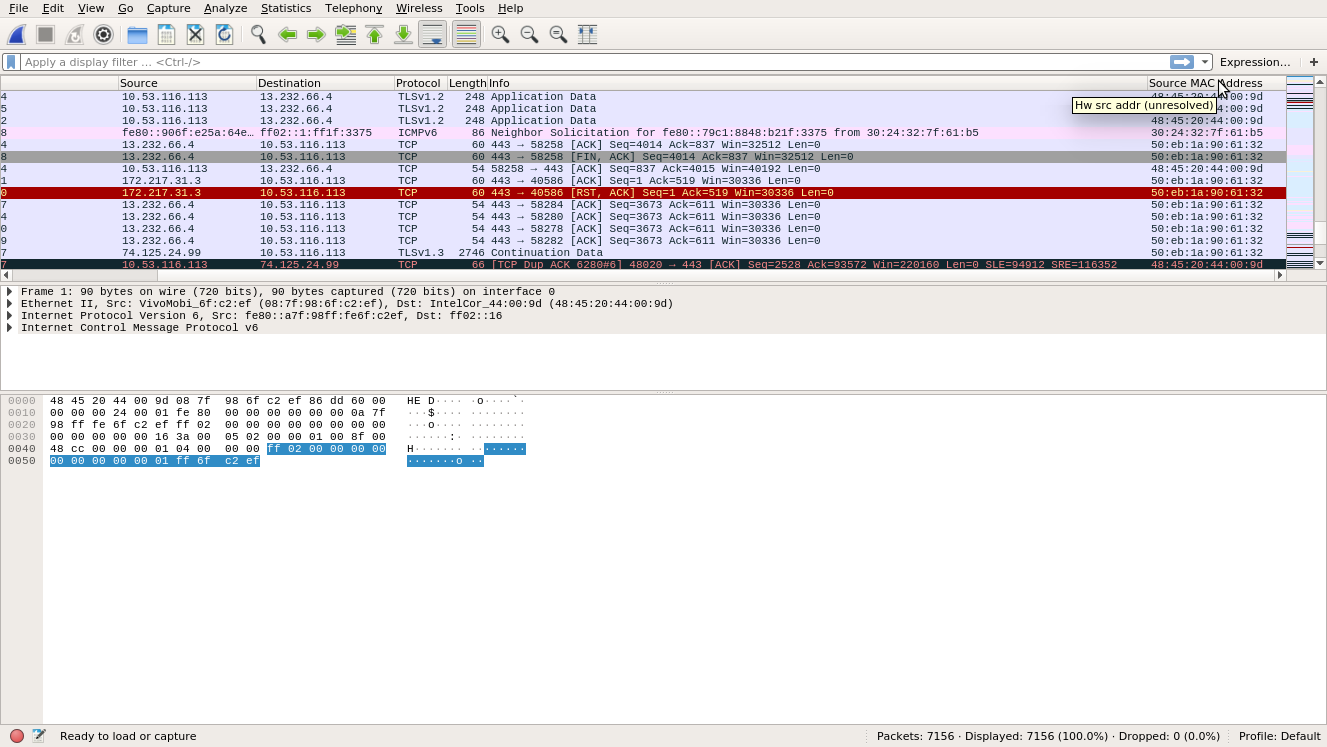 File Edit View Go Capture Analyze Statistics Telephony Wireless Tools Help
Apply a display filter … <Ctrl-/> Expression… +
Source Destination Protocol Length Info Source MAC Address
4 10.53.116.113 13.232.66.4 TLSv1.2 248 Application Data 48:45:20:44:00:9d
Hw src addr (unresolved)
5 10.53.116.113 13.232.66.4 TLSv1.2 248 Application Data 4:00:9d
2 10.53.116.113 13.232.66.4 TLSv1.2 248 Application Data 48:45:20:44:00:9d
8 fe80::906f:e25a:64e… ff02::1:ff1f:3375 ICMPv6 86 Neighbor Solicitation for fe80::79c1:8848:b21f:3375 from 30:24:32:7f:61:b5 30:24:32:7f:61:b5
4 13.232.66.4 10.53.116.113 TCP 60 443 → 58258 [ACK] Seq=4014 Ack=837 Win=32512 Len=0 50:eb:1a:90:61:32
8 13.232.66.4 10.53.116.113 TCP 60 443 → 58258 [FIN, ACK] Seq=4014 Ack=837 Win=32512 Len=0 50:eb:1a:90:61:32
4 10.53.116.113 13.232.66.4 TCP 54 58258 → 443 [ACK] Seq=837 Ack=4015 Win=40192 Len=0 48:45:20:44:00:9d
1 172.217.31.3 10.53.116.113 TCP 60 443 → 40586 [ACK] Seq=1 Ack=519 Win=30336 Len=0 50:eb:1a:90:61:32
0 172.217.31.3 10.53.116.113 TCP 60 443 → 40586 [RST, ACK] Seq=1 Ack=519 Win=30336 Len=0 50:eb:1a:90:61:32
7 13.232.66.4 10.53.116.113 TCP 54 443 → 58284 [ACK] Seq=3673 Ack=611 Win=30336 Len=0 50:eb:1a:90:61:32
4 13.232.66.4 10.53.116.113 TCP 54 443 → 58280 [ACK] Seq=3673 Ack=611 Win=30336 Len=0 50:eb:1a:90:61:32
0 13.232.66.4 10.53.116.113 TCP 54 443 → 58278 [ACK] Seq=3673 Ack=611 Win=30336 Len=0 50:eb:1a:90:61:32
9 13.232.66.4 10.53.116.113 TCP 54 443 → 58282 [ACK] Seq=3673 Ack=611 Win=30336 Len=0 50:eb:1a:90:61:32
7 74.125.24.99 10.53.116.113 TLSv1.3 2746 Continuation Data 50:eb:1a:90:61:32
7 10.53.116.113 74.125.24.99 TCP 66 [TCP Dup ACK 6280#6] 48020 → 443 [ACK] Seq=2528 Ack=93572 Win=220160 Len=0 SLE=94912 SRE=116352 48:45:20:44:00:9d
Frame 1: 90 bytes on wire (720 bits), 90 bytes captured (720 bits) on interface 0
Ethernet II, Src: VivoMobi_6f:c2:ef (08:7f:98:6f:c2:ef), Dst: IntelCor_44:00:9d (48:45:20:44:00:9d)
Internet Protocol Version 6, Src: fe80::a7f:98ff:fe6f:c2ef, Dst: ff02::16
Internet Control Message Protocol v6
0000 48 45 20 44 00 9d 08 7f 98 6f c2 ef 86 dd 60 00 HE D···· ·o····`·
0010 00 00 00 24 00 01 fe 80 00 00 00 00 00 00 0a 7f ···$···· ········
0020 98 ff fe 6f c2 ef ff 02 00 00 00 00 00 00 00 00 ···o···· ········
0030 00 00 00 00 00 16 3a 00 05 02 00 00 01 00 8f 00 ······:· ········
0040 48 cc 00 00 00 01 04 00 00 00 ff 02 00 00 00 00 H······· ········
0050 00 00 00 00 00 01 ff 6f c2 ef ·······o ··
Ready to load or capture Packets: 7156 · Displayed: 7156 (100.0%) · Dropped: 0 (0.0%) Profile: Default